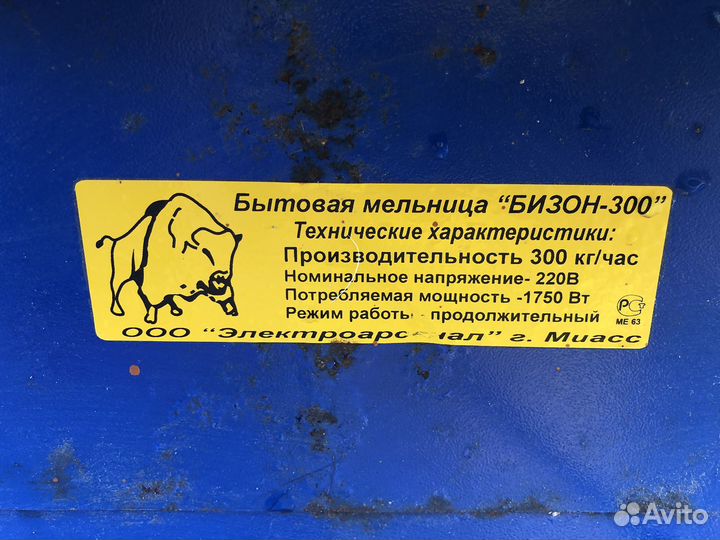 Бытовая мельница “БИЗОН-300”
Технические характеристики:
Производительность 300 кг/час
Номинальное напряжение- 220В
Потребляемая мощность -1750 Вт
Режим работы - продолжительный
РСТ
МЕ 63
ООО “Электроарсенал” г. Миасс
Avito